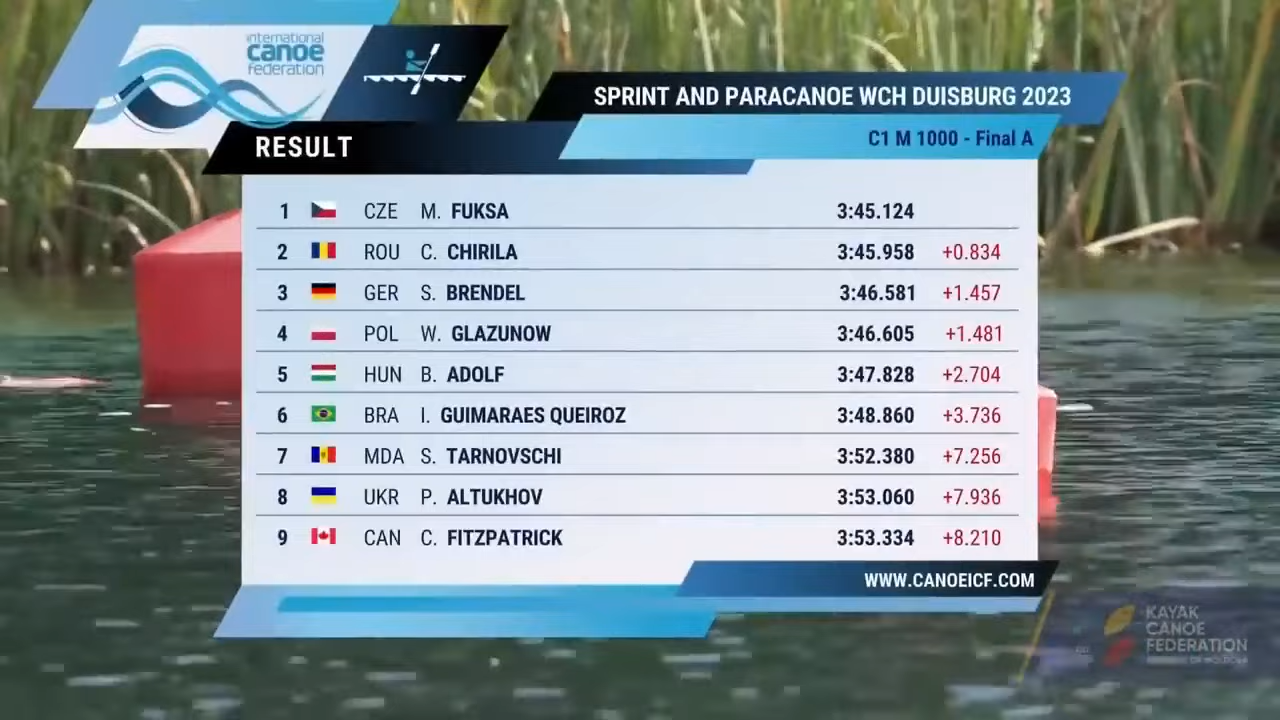 international
canoe
federation
SPRINT AND PARACANOE WCH DUISBURG 2023
C1 M 1000 - Final A
RESULT
1 CZE M. FUKSA 3:45.124
2 ROU C. CHIRILA 3:45.958 +0.834
3 GER S. BRENDEL 3:46.581 +1.457
4 POL W. GLAZUNOW 3:46.605 +1.481
5 HUN B. ADOLF 3:47.828 +2.704
6 BRA I. GUIMARAES QUEIROZ 3:48.860 +3.736
7 MDA S. TARNOVSCHI 3:52.380 +7.256
8 UKR P. ALTUKHOV 3:53.060 +7.936
9 CAN C. FITZPATRICK 3:53.334 +8.210
WWW.CANOEICF.COM
KAYAK
CANOE
FEDERATION